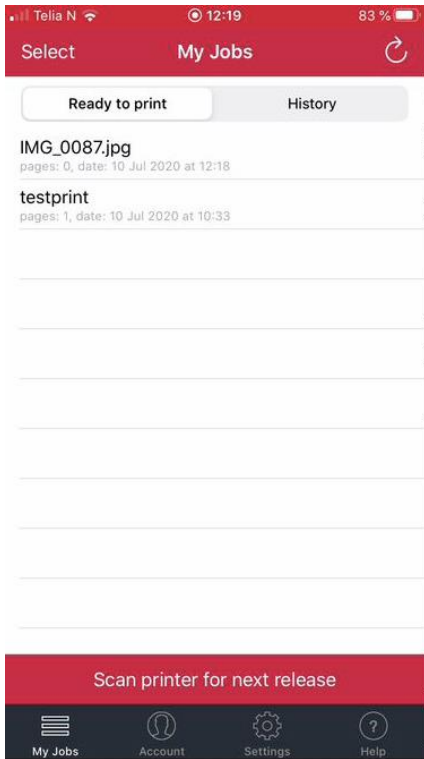 Telia N 12:19 83 %
Select My Jobs
Ready to print History
IMG_0087.jpg
pages: 0, date: 10 Jul 2020 at 12:18
testprint
pages: 1, date: 10 Jul 2020 at 10:33
Scan printer for next release
?
My Jobs Account Settings Help